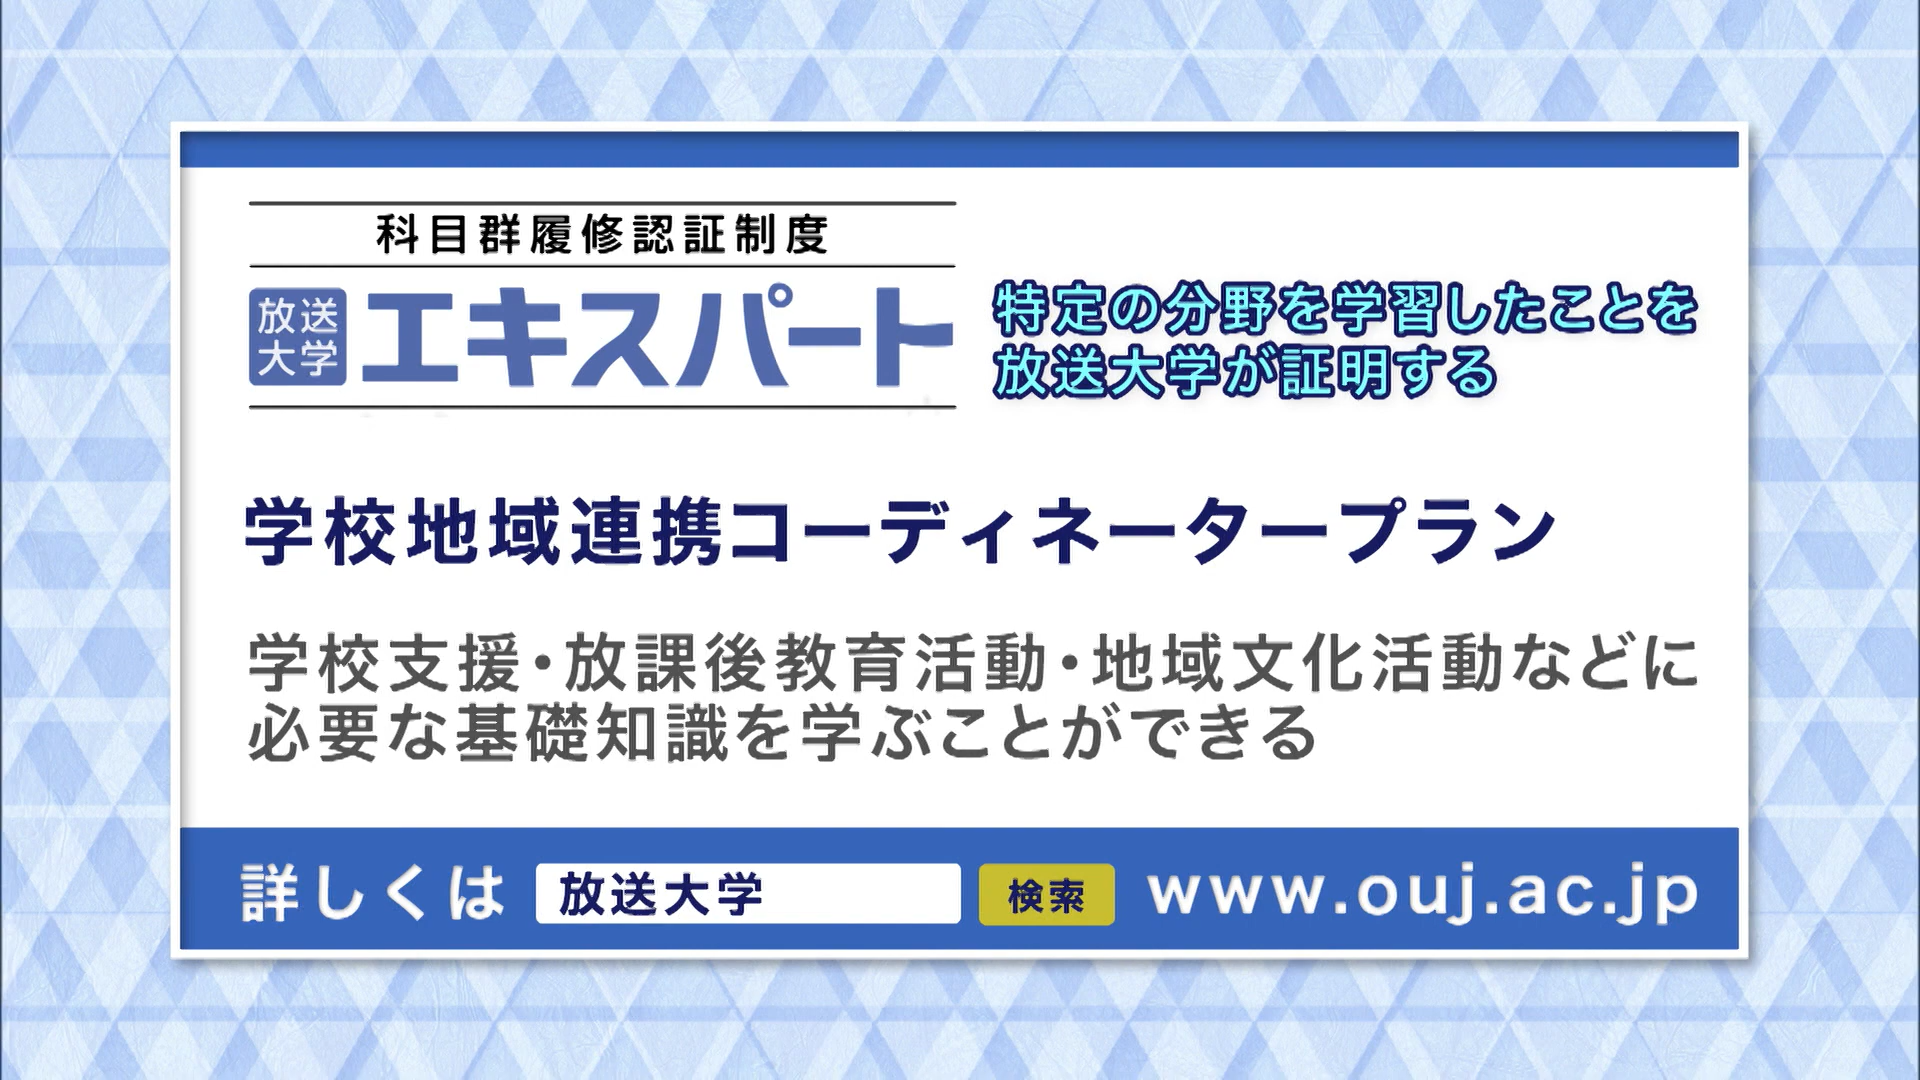 科目群履修認証制度
放送大学 エキスパート
特定の分野を学習したことを
放送大学が証明する
学校地域連携コーディネータープラン
学校支援・放課後教育活動・地域文化活動などに
必要な基礎知識を学ぶことができる
詳しくは 放送大学 検索 www.ouj.ac.jp